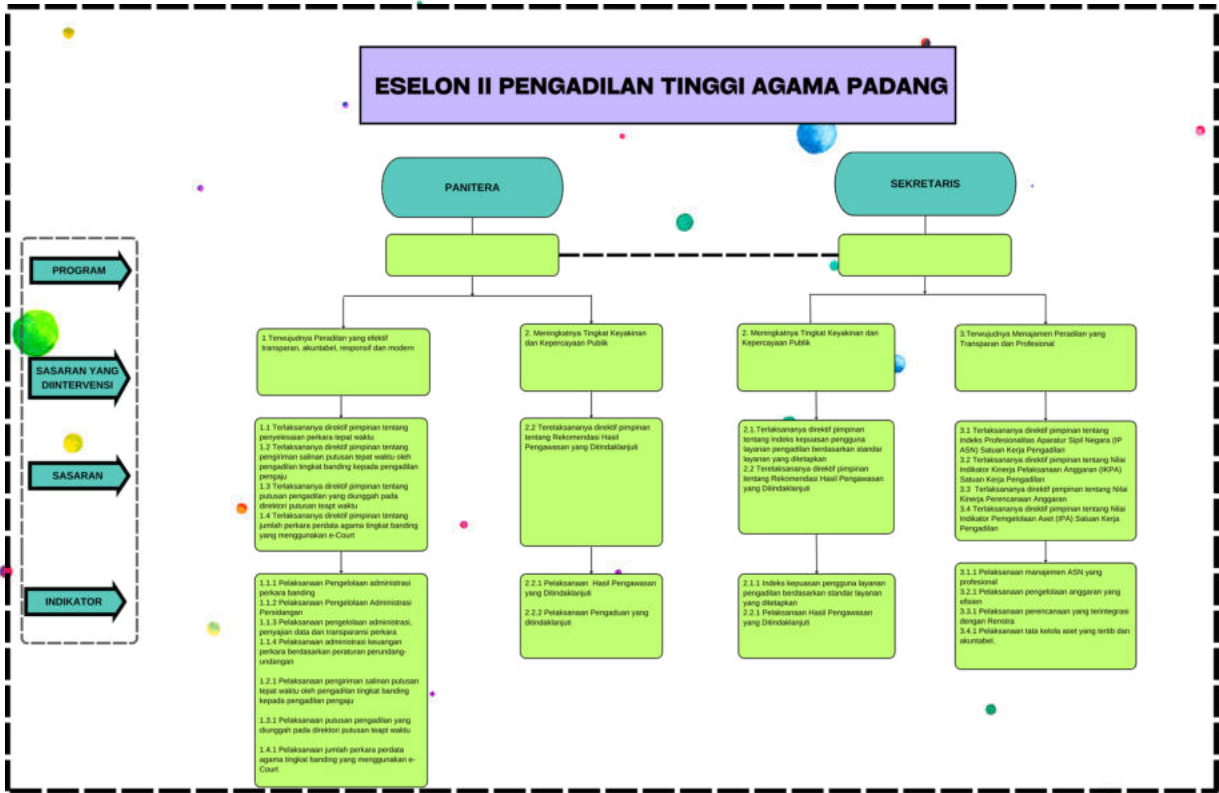 ESELON II PENGADILAN TINGGI AGAMA PADANG
PANITERA
SEKRETARIS
PROGRAM
SASARAN YANG
DIINTERVENSI
SASARAN
INDIKATOR
1 Terwujudnya Peradilan yang efektif
transparan, akuntabel, responsif dan modern
2. Meningkatnya Tingkat Keyakinan
dan Kepercayaan Publik
2. Meningkatnya Tingkat Keyakinan dan
Kepercayaan Publik
3.Terwujudnya Menajamen Peradilan yang
Transparan dan Profesional
1.1 Terlaksananya direktif pimpinan tentang
penyelesaian perkara tepat waktu
1.2 Terlaksananya direktif pimpinan tentang
pengiriman salinan putusan tepat waktu oleh
pengadilan tingkat banding kepada pengadilan
pengaju
1.3 Terlaksananya direktif pimpinan tentang
putusan pengadilan yang diunggah pada
direktori putusan teapt waktu
1.4 Terlaksananya direktif pimpinan tentang
jumlah perkara perdata agama tingkat banding
yang menggunakan e-Court
2.2 Terelaksananya direktif pimpinan
tentang Rekomendasi Hasil
Pengawasan yang Ditindaklanjuti
2.1.Terlaksananya direktif pimpinan
tentang Indeks kepuasan pengguna
layanan pengadilan berdasarkan standar
layanan yang ditetapkan
2.2 Terelaksananya direktif pimpinan
tentang Rekomendasi Hasil Pengawasan
yang Ditindaklanjuti
3.1 Terlaksananya direktif pimpinan tentang
Indeks Profesionalitas Aparatur Sipil Negara (IP
ASN) Satuan Kerja Pengadilan
3.2 Terlaksananya direktif pimpinan tentang Nilai
Indikator Kinerja Pelaksanaan Anggaran (IKPA)
Satuan Kerja Pengadilan
3.3 Terlaksananya direktif pimpinan tentang Nilai
Kinerja Perencanaan Anggaran
3.4 Terlaksananya direktif pimpinan tentang Nilai
Indikator Pemgelolaan Aset (IPA) Satuan Kerja
Pengadilan
1.1.1 Pelaksanaan Pengelolaan administrasi
perkara banding
1.1.2 Pelaksanaan Pengelolaan Administrasi
Persidangan
1.1.3 Pelaksanaan pengelolaan administrasi,
penyajian data dan transparansi perkara
1.1.4 Pelaksanaan administrasi keuangan
perkara berdasarkan peraturan perundang-
undangan
1.2.1 Pelaksanaan pengiriman salinan putusan
tepat waktu oleh pengadilan tingkat banding
kepada pengadilan pengaju
1.3.1 Pelaksanaan putusan pengadilan yang
diunggah pada direktori putusan teapt waktu
1.4.1 Pelaksanaan jumlah perkara perdata
agama tingkat banding yang menggunakan e-
Court
2.2.1 Pelaksanaan Hasil Pengawasan
yang Ditindaklanjuti
2.2.2 Pelaksanaan Pengaduan yang
ditindaklanjuti
2.1.1 Indeks kepuasan pengguna layanan
pengadilan berdasarkan standar layanan
yang ditetapkan
2.2.1 Pelaksanaan Hasil Pengawasan
yang Ditindaklanjuti
3.1.1 Pelaksanaan manajemen ASN yang
profesional
3.2.1 Pelaksanaan pengelolaan anggaran yang
efisien
3.3.1 Pelaksanaan perencanaan yang terintegrasi
dengan Renstra
3.4.1 Pelaksanaan tata kelola aset yang tertib dan
akuntabel.